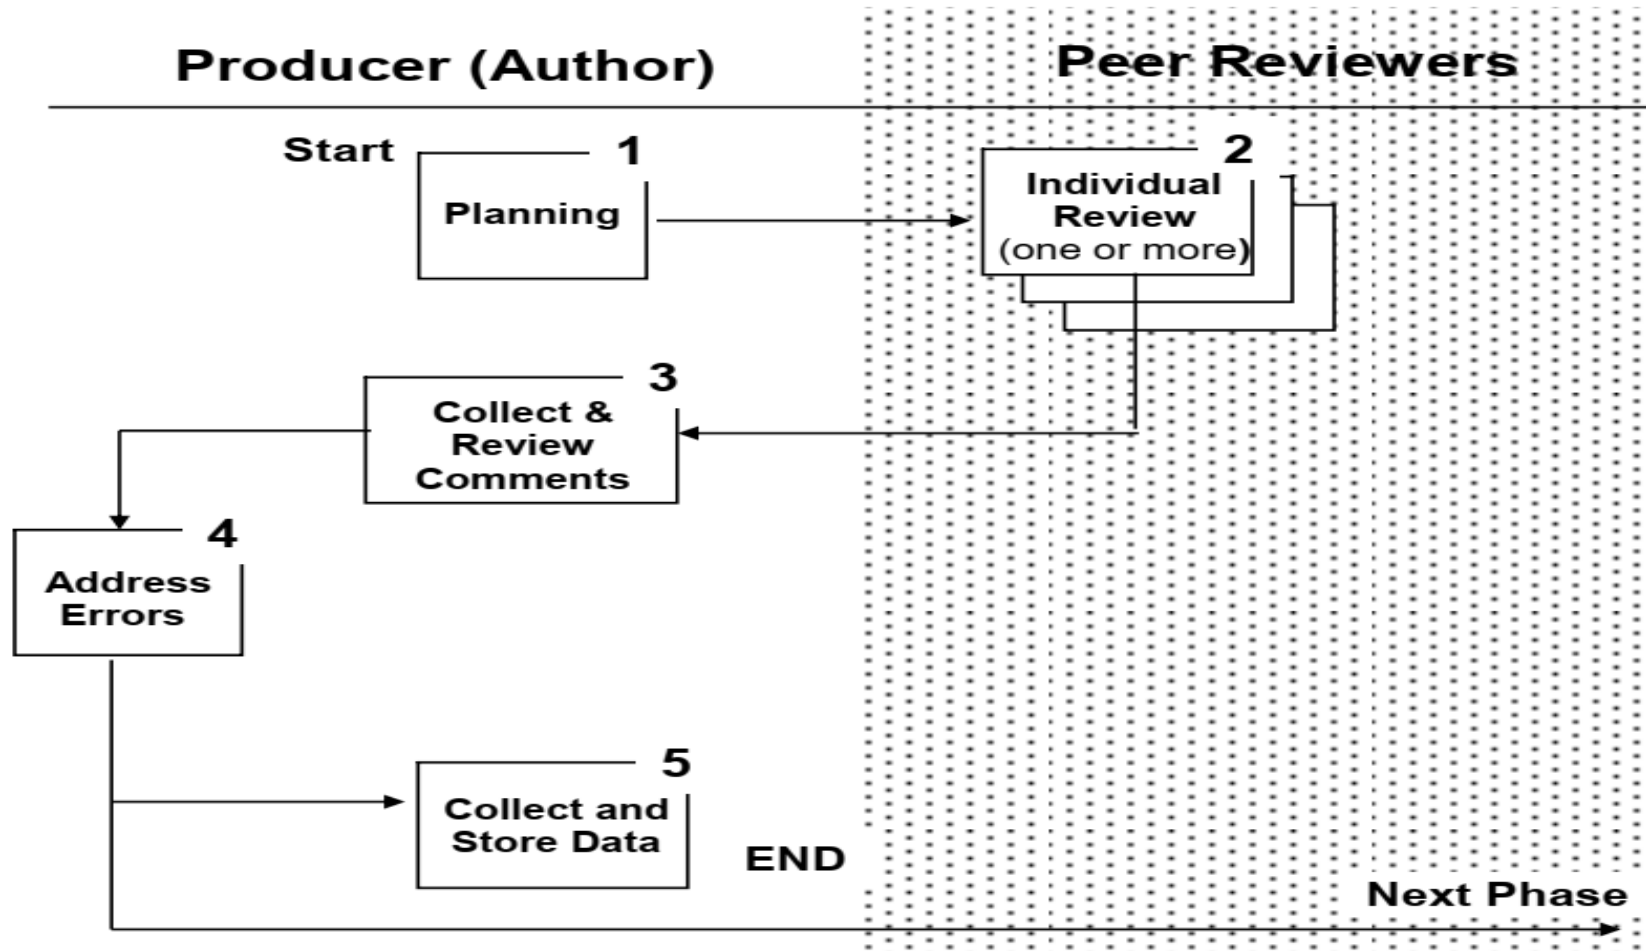 Producer (Author)
Peer Reviewers
Start
1
Planning
2
Individual
Review
(one or more)
3
Collect &
Review
Comments
4
Address
Errors
5
Collect and
Store Data
END
Next Phase